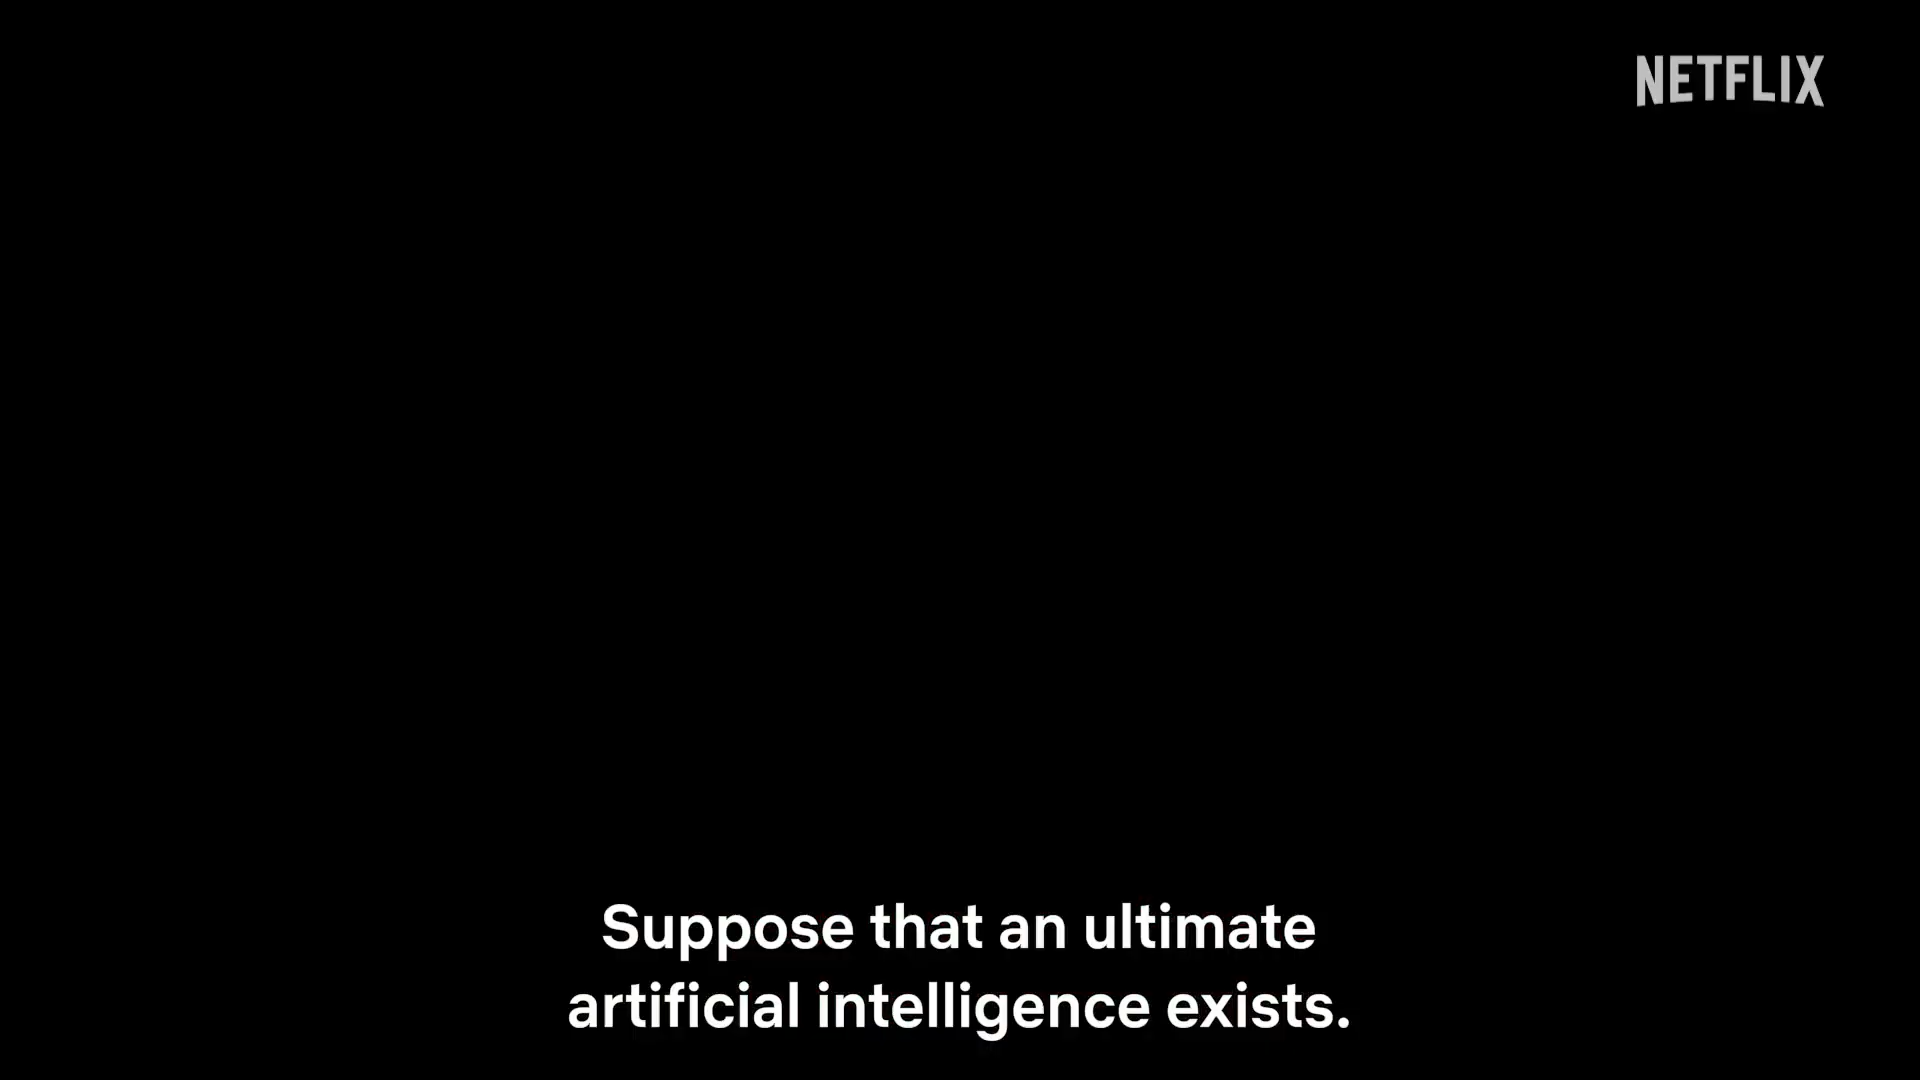 NETFLIX
Suppose that an ultimate
artificial intelligence exists.